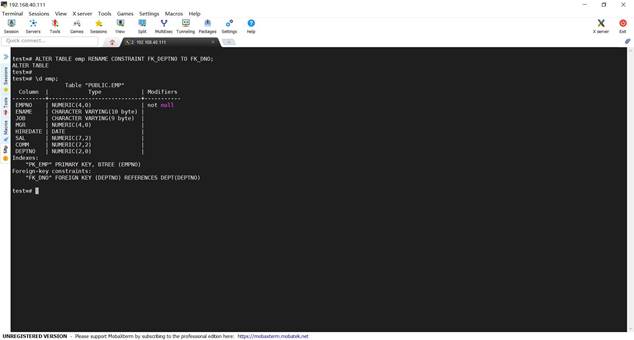 192.168.40.111
Terminal Sessions View X server Tools Games Settings Macros Help
Session Servers Tools Games Sessions View Split MultiExec Tunneling Packages Settings Help X server Exit
Quick connect...
2. 192.168.40.111
Sessions
Tools
Macros
Sftp
test=# ALTER TABLE emp RENAME CONSTRAINT FK_DEPTNO TO FK_DNO;
ALTER TABLE
test=#
test=# \d emp;
Table "PUBLIC.EMP"
Column | Type | Modifiers
----------+----------------------------+-----------
EMPNO | NUMERIC(4,0) | not null
ENAME | CHARACTER VARYING(10 byte) |
JOB | CHARACTER VARYING(9 byte) |
MGR | NUMERIC(4,0) |
HIREDATE | DATE |
SAL | NUMERIC(7,2) |
COMM | NUMERIC(7,2) |
DEPTNO | NUMERIC(2,0) |
Indexes:
"PK_EMP" PRIMARY KEY, BTREE (EMPNO)
Foreign-key constraints:
"FK_DNO" FOREIGN KEY (DEPTNO) REFERENCES DEPT(DEPTNO)
test=#
UNREGISTERED VERSION - Please support MobaXterm by subscribing to the professional edition here: https://mobaxterm.mobatek.net